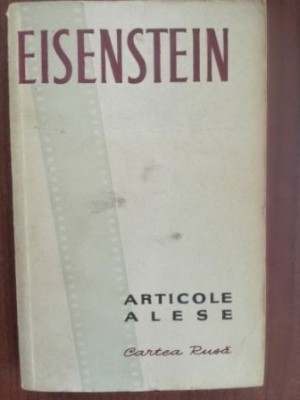 EISENSTEIN
ARTICOLE
ALESE
Cartea Rusă